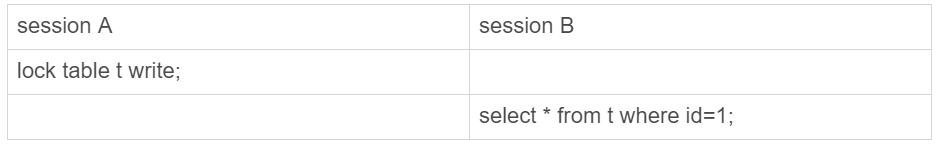 session A
session B
lock table t write;
select * from t where id=1;